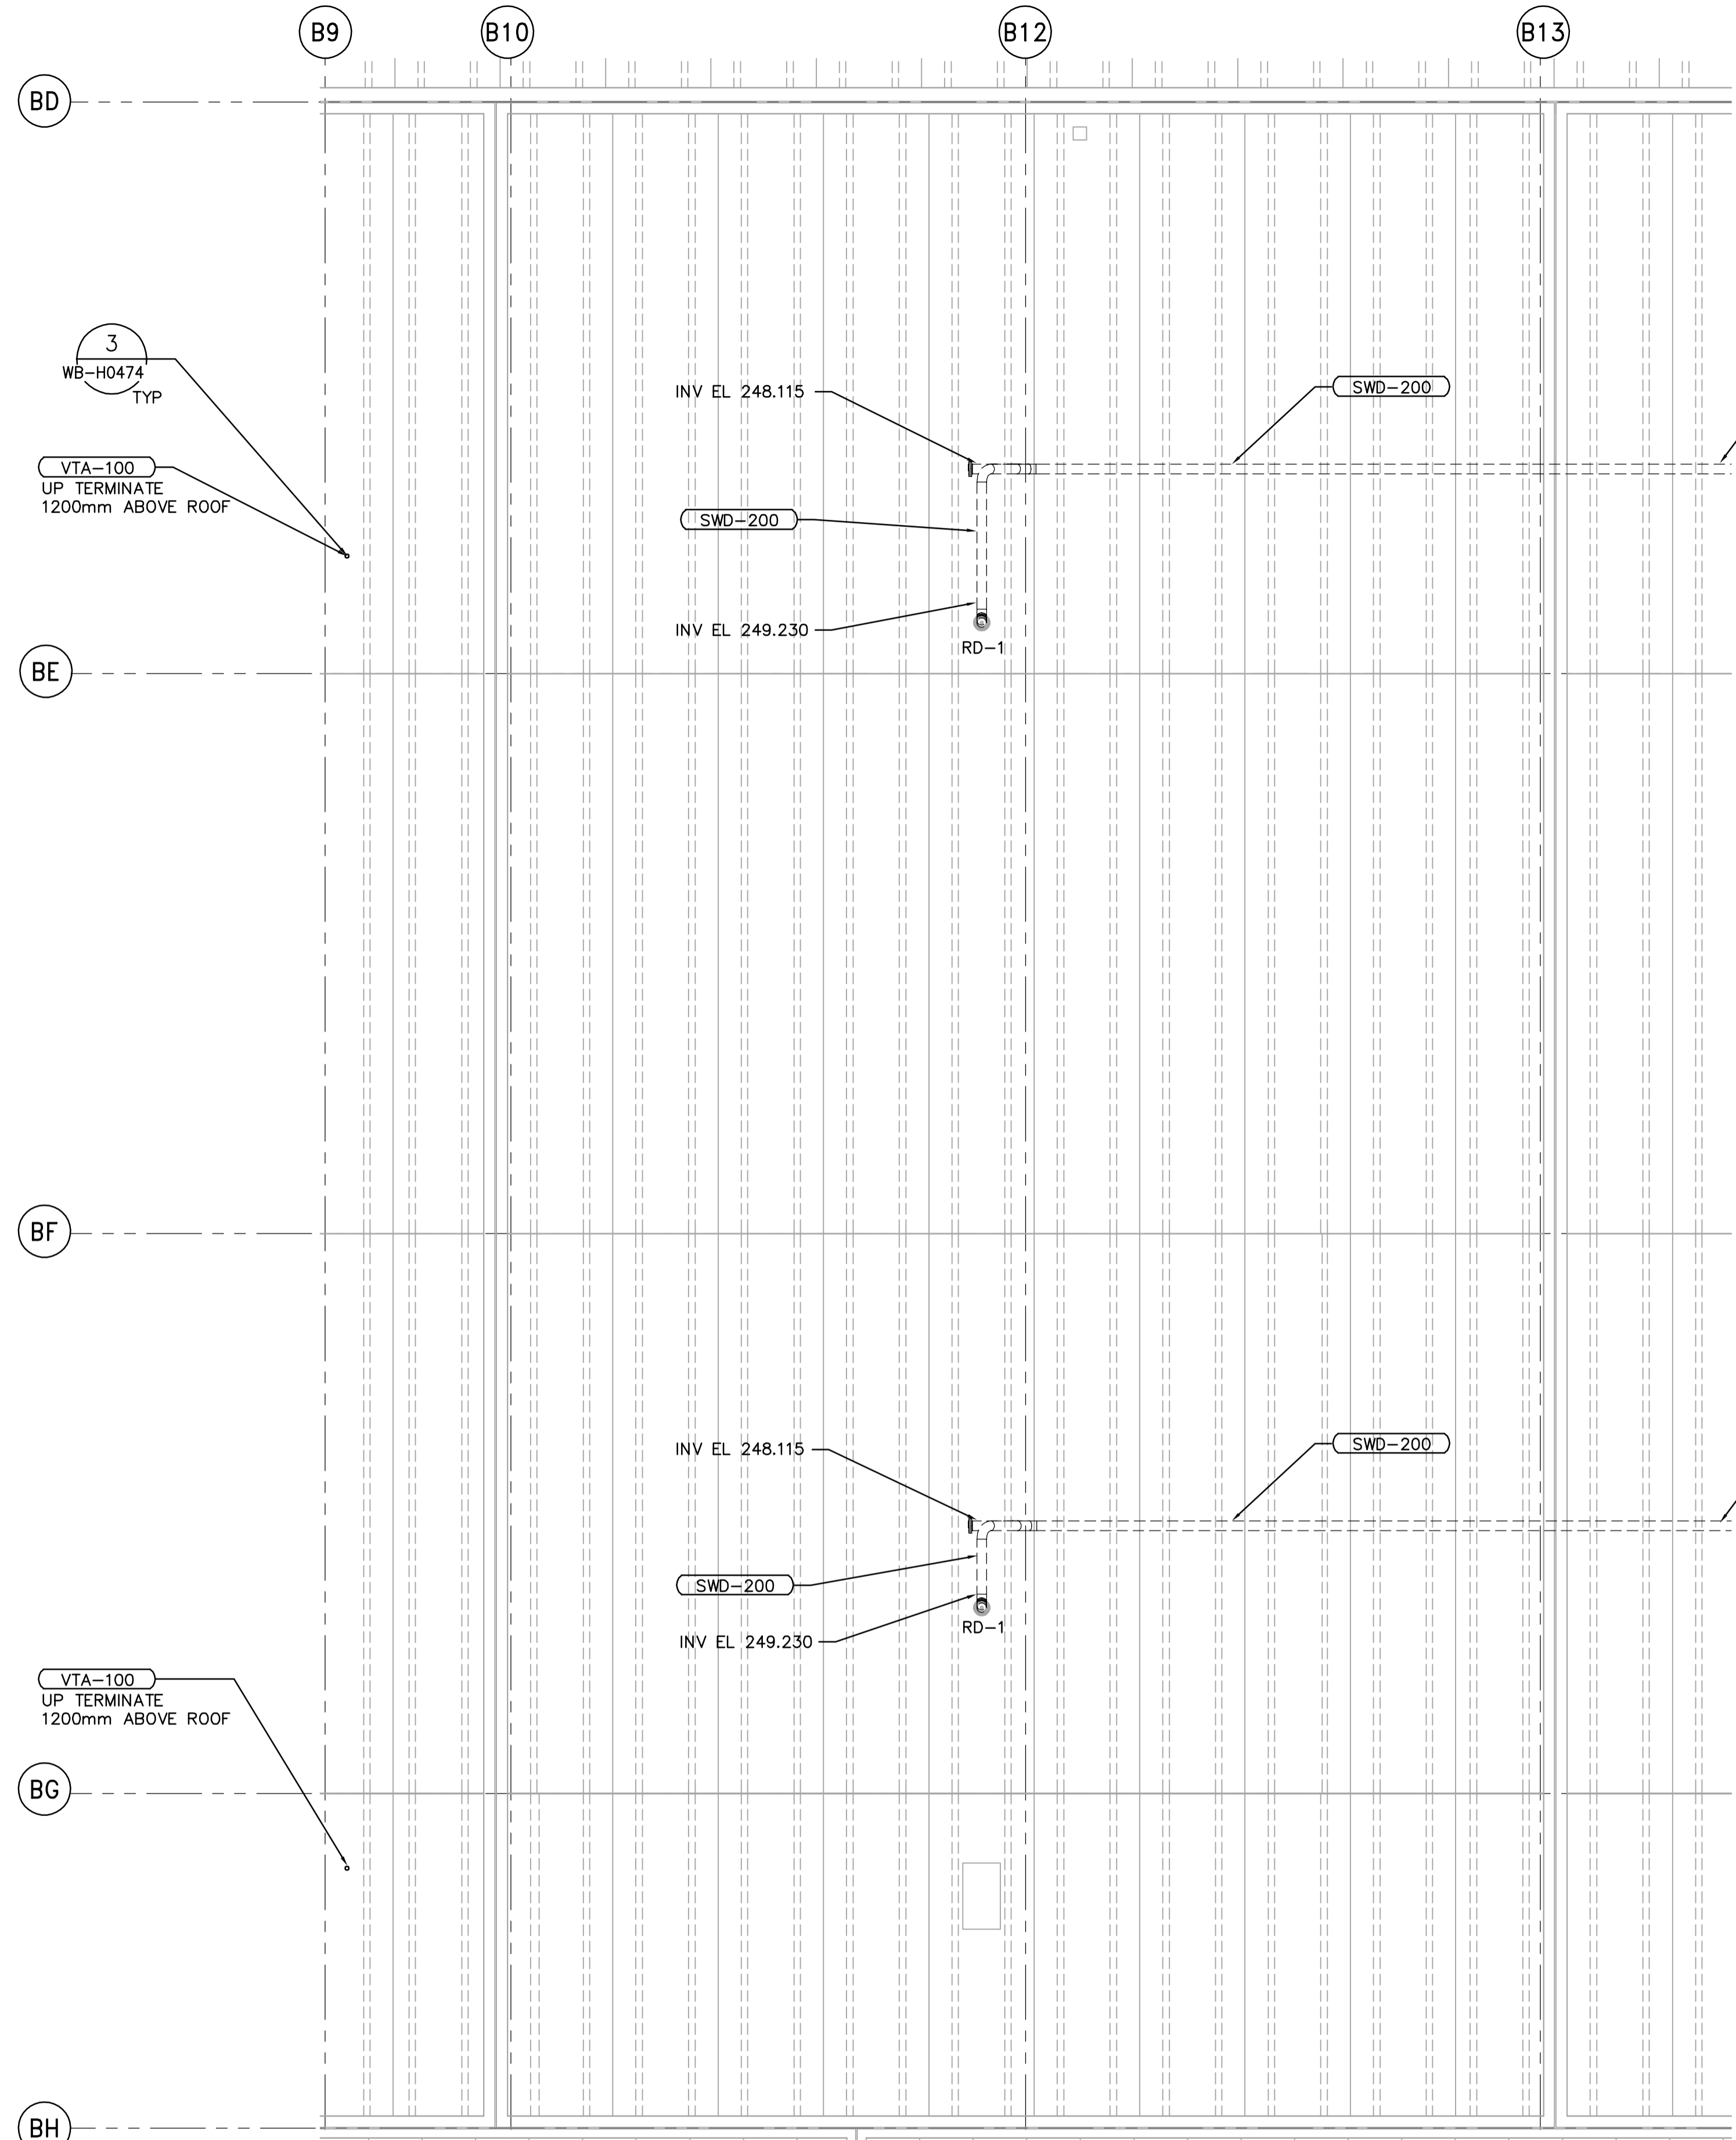 B9
B10
B12
B13
BD
3
WB-H0474
TYP
INV EL 248.115
SWD-200
VTA-100
UP TERMINATE
1200mm ABOVE ROOF
SWD-200
INV EL 249.230
RD-1
BE
BF
INV EL 248.115
SWD-200
SWD-200
RD-1
INV EL 249.230
VTA-100
UP TERMINATE
1200mm ABOVE ROOF
BG
BH